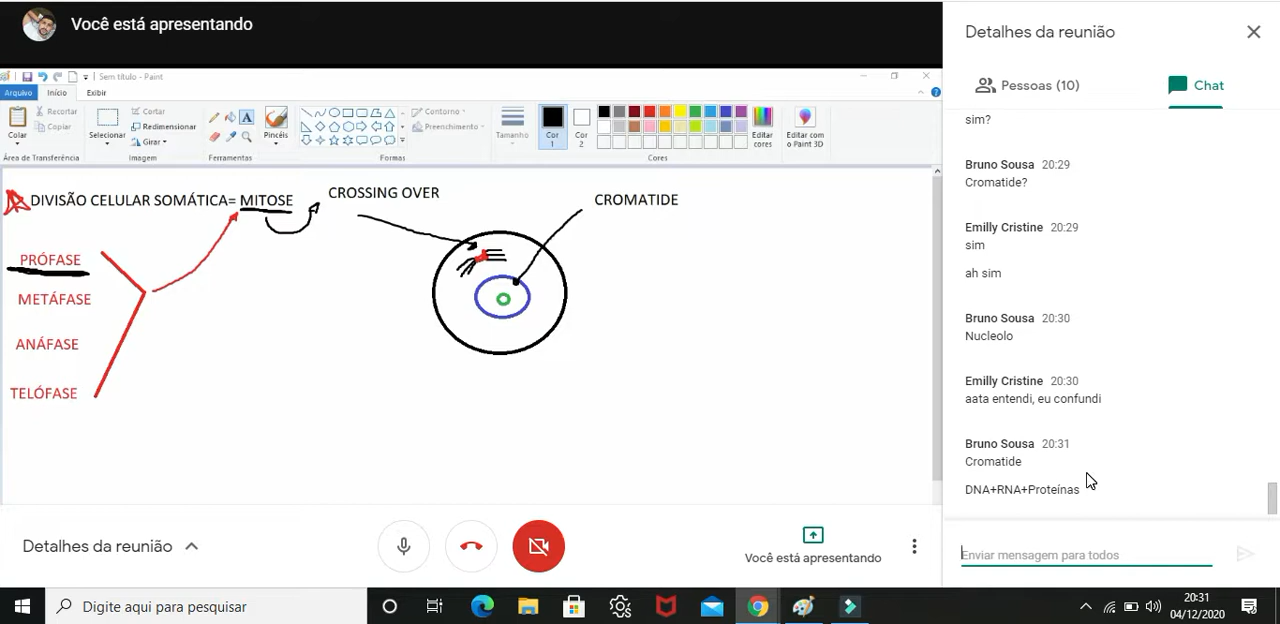 Você está apresentando
Detalhes da reunião
Pessoas (10)
Chat
Sem título - Paint
Arquivo
Início
Exibir
Colar
Recortar
Copiar
Área de Transferência
Selecionar
Cortar
Redimensionar
Girar
Imagem
A
Ferramentas
Pincéis
Contorno
Preenchimento
Formas
Tamanho
Cor
1
Cor
2
Editar
cores
Editar com
o Paint 3D
Cores
DIVISÃO CELULAR SOMÁTICA= MITOSE
CROSSING OVER
CROMATIDE
PRÓFASE
METÁFASE
ANÁFASE
TELÓFASE
sim?
Bruno Sousa 20:29
Cromatide?
Emilly Cristine 20:29
sim
ah sim
Bruno Sousa 20:30
Nucleolo
Emilly Cristine 20:30
aata entendi, eu confundi
Bruno Sousa 20:31
Cromatide
DNA+RNA+Proteínas
Enviar mensagem para todos
Detalhes da reunião
Você está apresentando
Digite aqui para pesquisar
20:31
04/12/2020